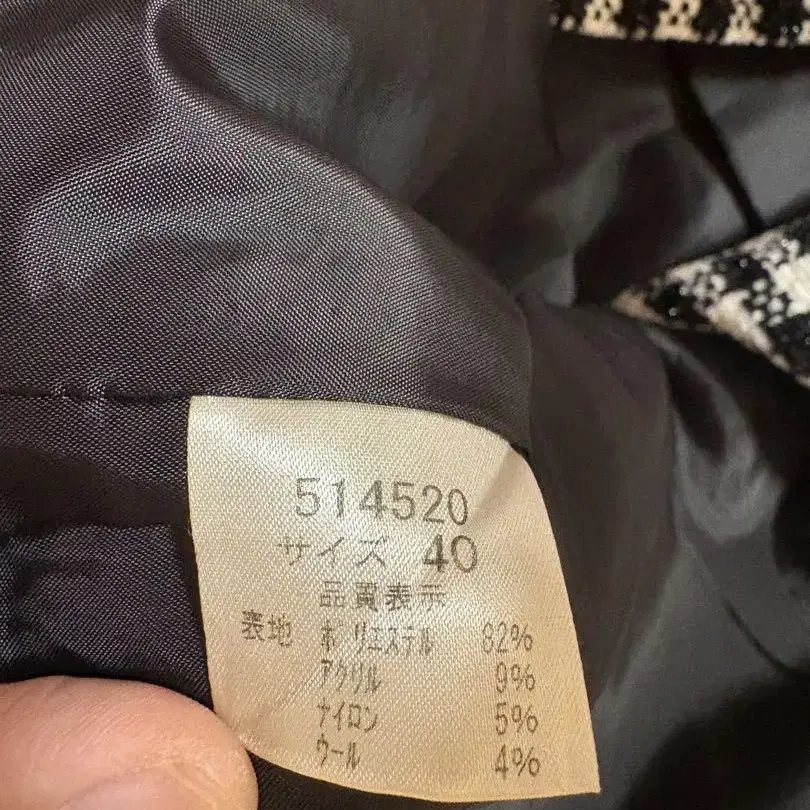 514520
サイズ 40
品質表示
表地 ポリエステル 82%
アクリル 9%
ナイロン 5%
ウール 4%